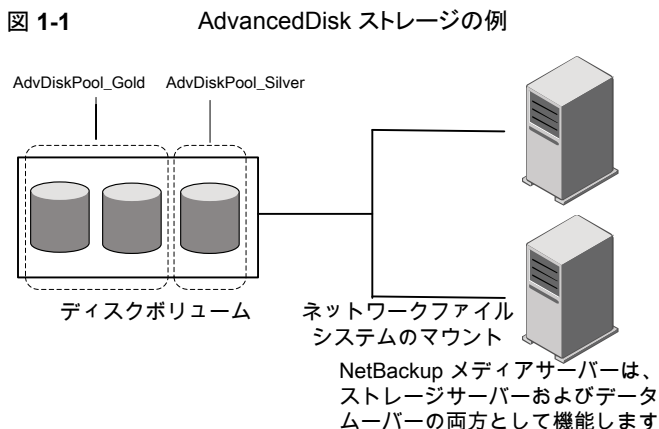 図 1-1 AdvancedDisk ストレージの例
AdvDiskPool_Gold AdvDiskPool_Silver
ディスクボリューム
ネットワークファイル
システムのマウント
NetBackup メディアサーバーは、
ストレージサーバーおよびデータ
ムーバーの両方として機能します